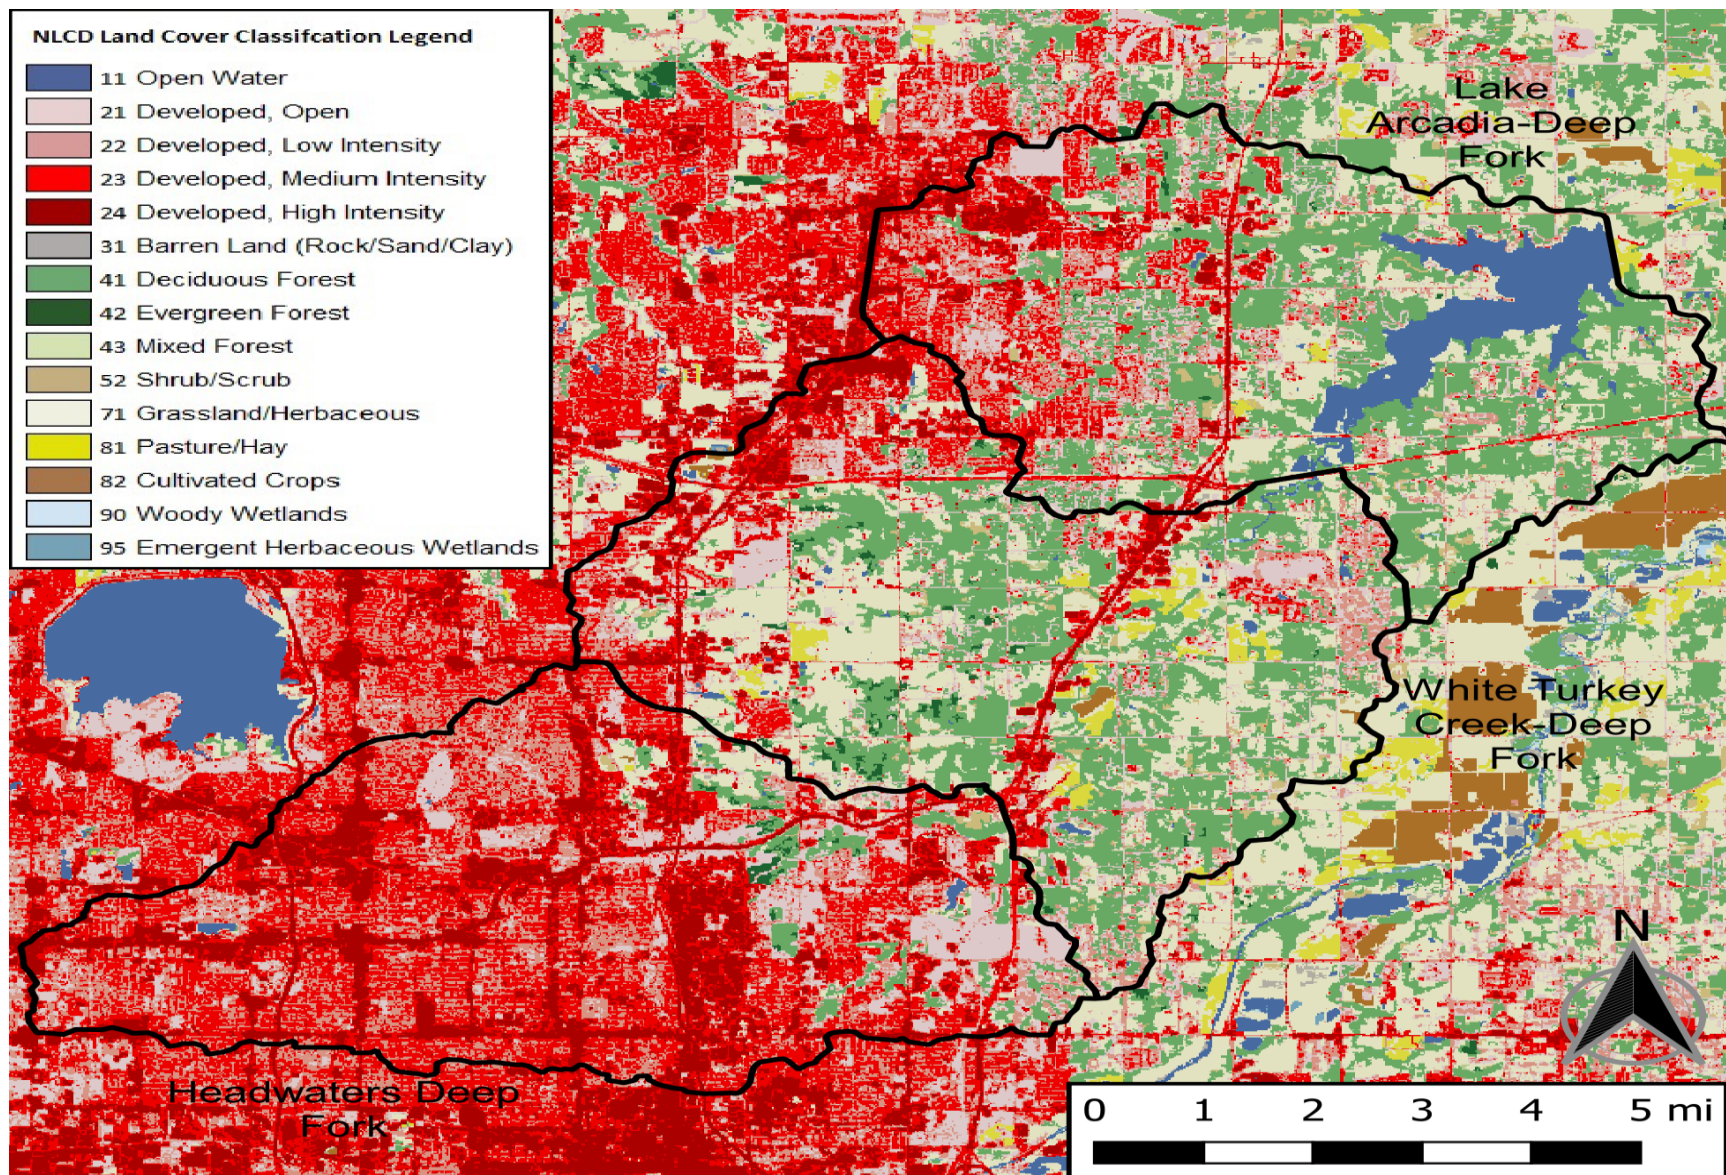 NLCD Land Cover Classifcation Legend
11 Open Water
21 Developed, Open
22 Developed, Low Intensity
23 Developed, Medium Intensity
24 Developed, High Intensity
31 Barren Land (Rock/Sand/Clay)
41 Deciduous Forest
42 Evergreen Forest
43 Mixed Forest
52 Shrub/Scrub
71 Grassland/Herbaceous
81 Pasture/Hay
82 Cultivated Crops
90 Woody Wetlands
95 Emergent Herbaceous Wetlands
Lake
Arcadia-Deep
Fork
White Turkey
Creek-Deep
Fork
Headwaters Deep
Fork
N
0 1 2 3 4 5 mi